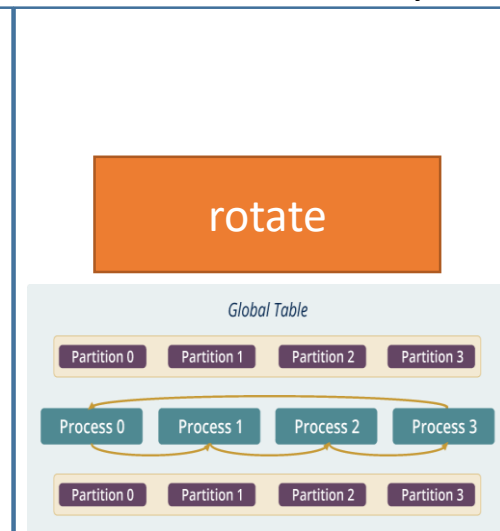 rotate
Global Table
Partition 0 Partition 1 Partition 2 Partition 3
Process 0 Process 1 Process 2 Process 3
Partition 0 Partition 1 Partition 2 Partition 3